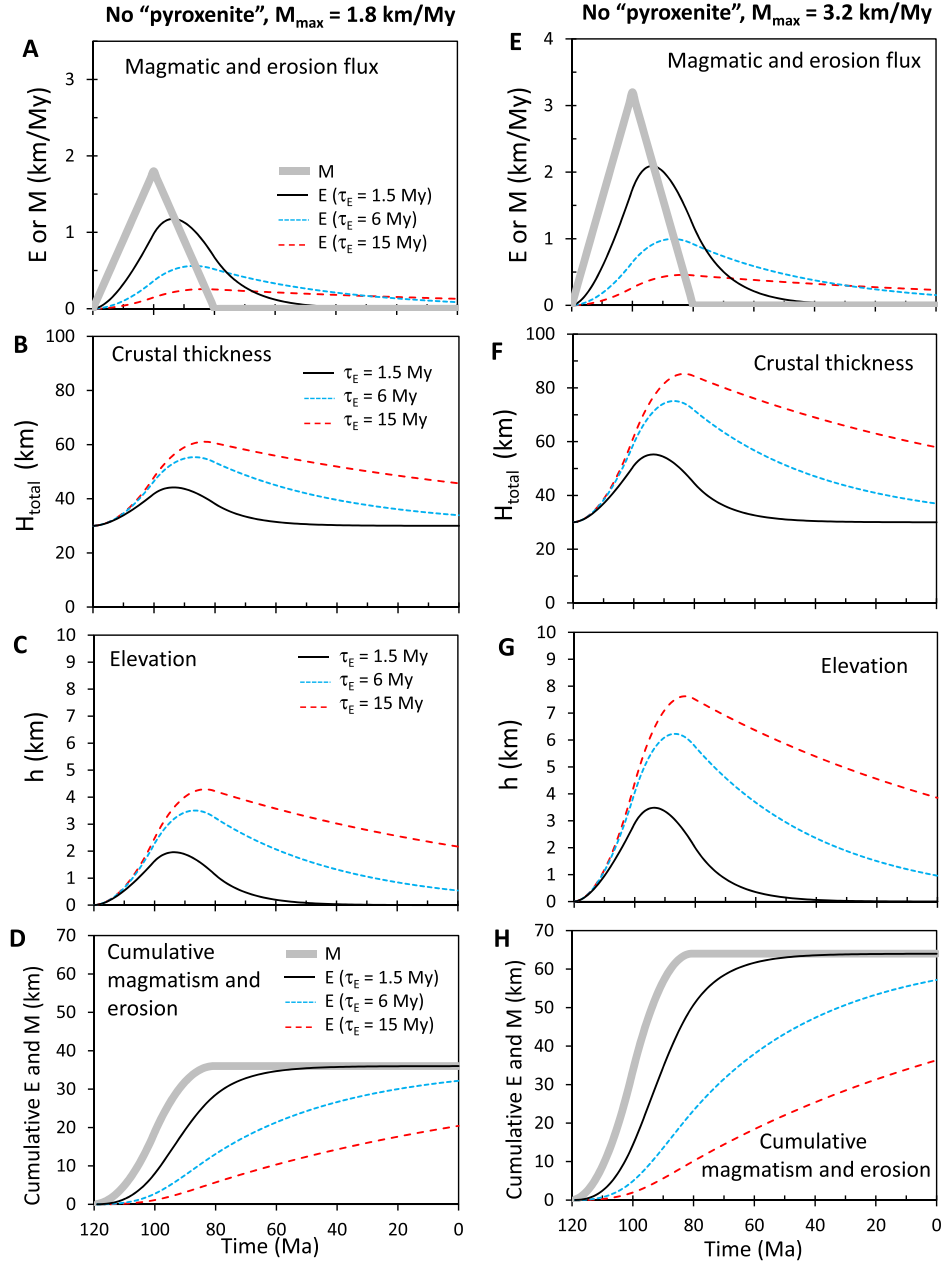 No “pyroxenite”, Mmax = 1.8 km/My
A
Magmatic and erosion flux
E or M (km/My)
3
2
1
0
M
E (τE = 1.5 My)
E (τE = 6 My)
E (τE = 15 My)
B
Crustal thickness
Htotal (km)
100
80
60
40
20
0
τE = 1.5 My
τE = 6 My
τE = 15 My
C
Elevation
h (km)
10
9
8
7
6
5
4
3
2
1
0
τE = 1.5 My
τE = 6 My
τE = 15 My
D
Cumulative
magmatism and
erosion
Cumulative E and M (km)
70
60
50
40
30
20
10
0
M
E (τE = 1.5 My)
E (τE = 6 My)
E (τE = 15 My)
120 100 80 60 40 20 0
Time (Ma)
No “pyroxenite”, Mmax = 3.2 km/My
E
Magmatic and erosion flux
E or M (km/My)
4
3
2
1
0
F
Crustal thickness
Htotal (km)
100
80
60
40
20
0
G
Elevation
h (km)
10
9
8
7
6
5
4
3
2
1
0
H
Cumulative E and M (km)
70
60
50
40
30
20
10
0
Cumulative
magmatism and erosion
120 100 80 60 40 20 0
Time (Ma)